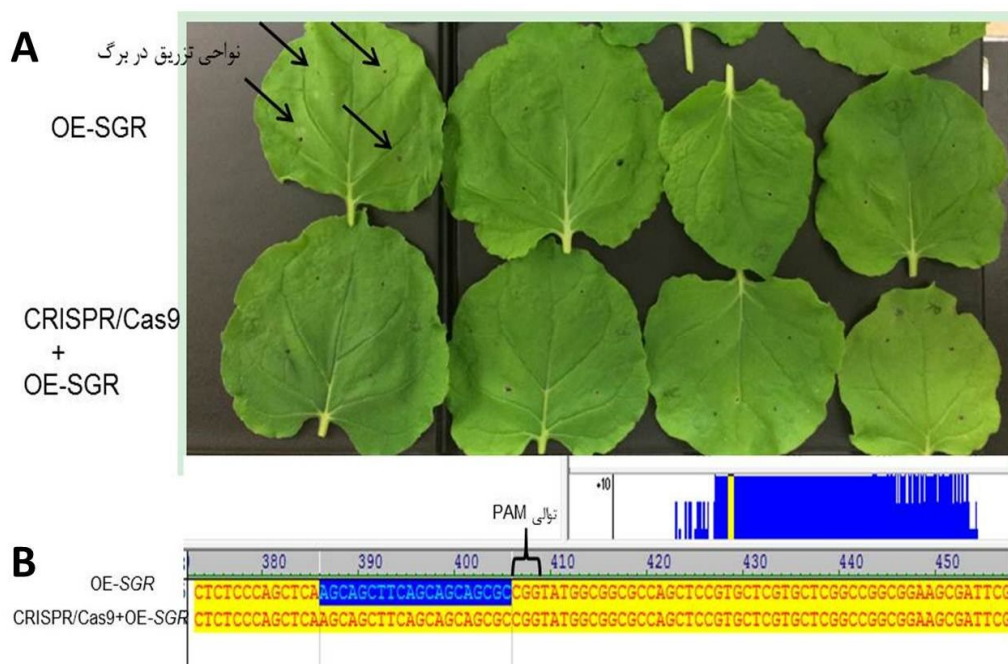 A
نواحی تزریق در برگ
OE-SGR
CRISPR/Cas9
+
OE-SGR
+10
توالی PAM
B
380 390 400 410 420 430 440 450
OE-SGR CTCTCCCAGCTCAAGCAGCTTCAGCAGCAGCGCCGGTATGGCGGCGCCAGCTCCGTGCTCGTGCTCGGCCGGCGGAAGCGATTCG
CRISPR/Cas9+OE-SGR CTCTCCCAGCTCAAGCAGCTTCAGCAGCAGCGCCGGTATGGCGGCGCCAGCTCCGTGCTCGTGCTCGGCCGGCGGAAGCGATTCG